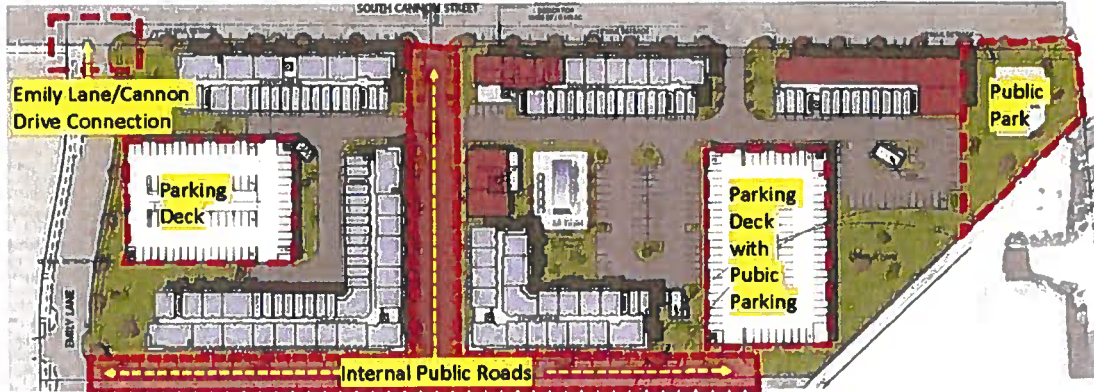 SOUTH CANNON STREET
Emily Lane/Cannon
Drive Connection
Public
Park
Parking
Deck
Parking
Deck
with
Pubic
Parking
EMILY LANE
Internal Public Roads